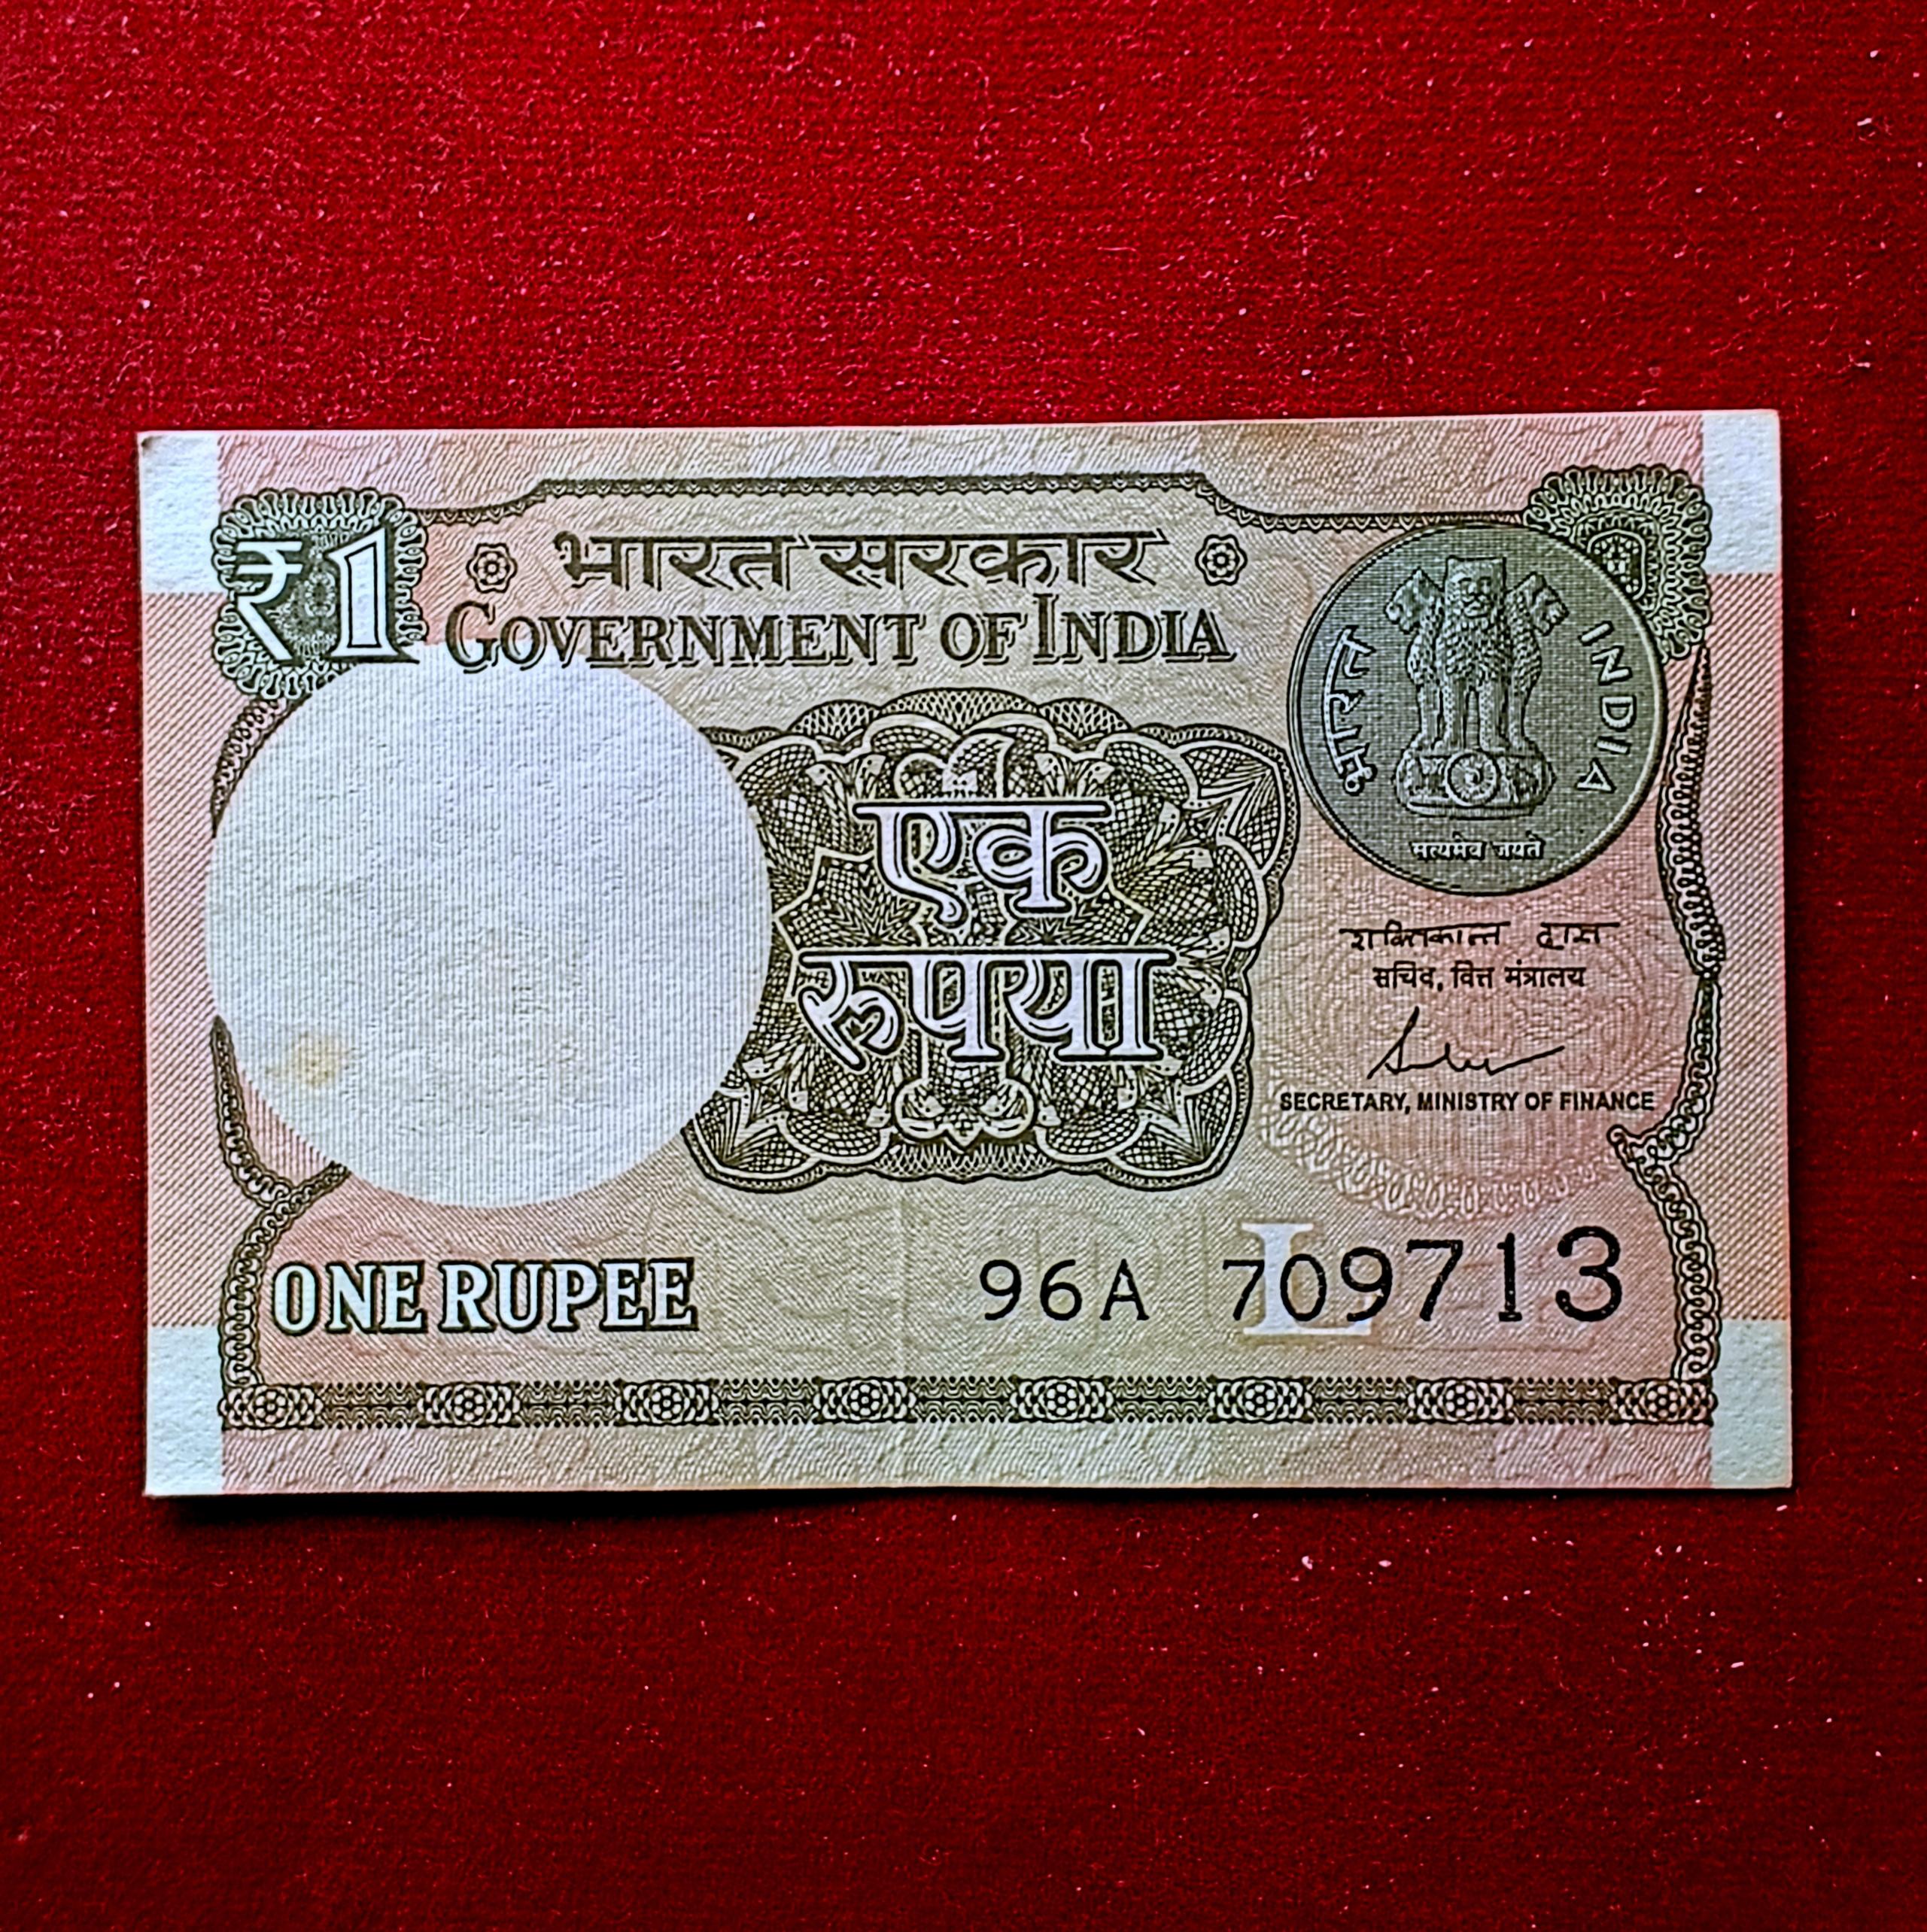 ₹1
भारत सरकार
GOVERNMENT OF INDIA
भारत
INDIA
सत्यमेव जयते
एक
रुपया
शक्तिकान्त दास
सचिव, वित्त मंत्रालय
SECRETARY, MINISTRY OF FINANCE
ONE RUPEE
96A 709713
L